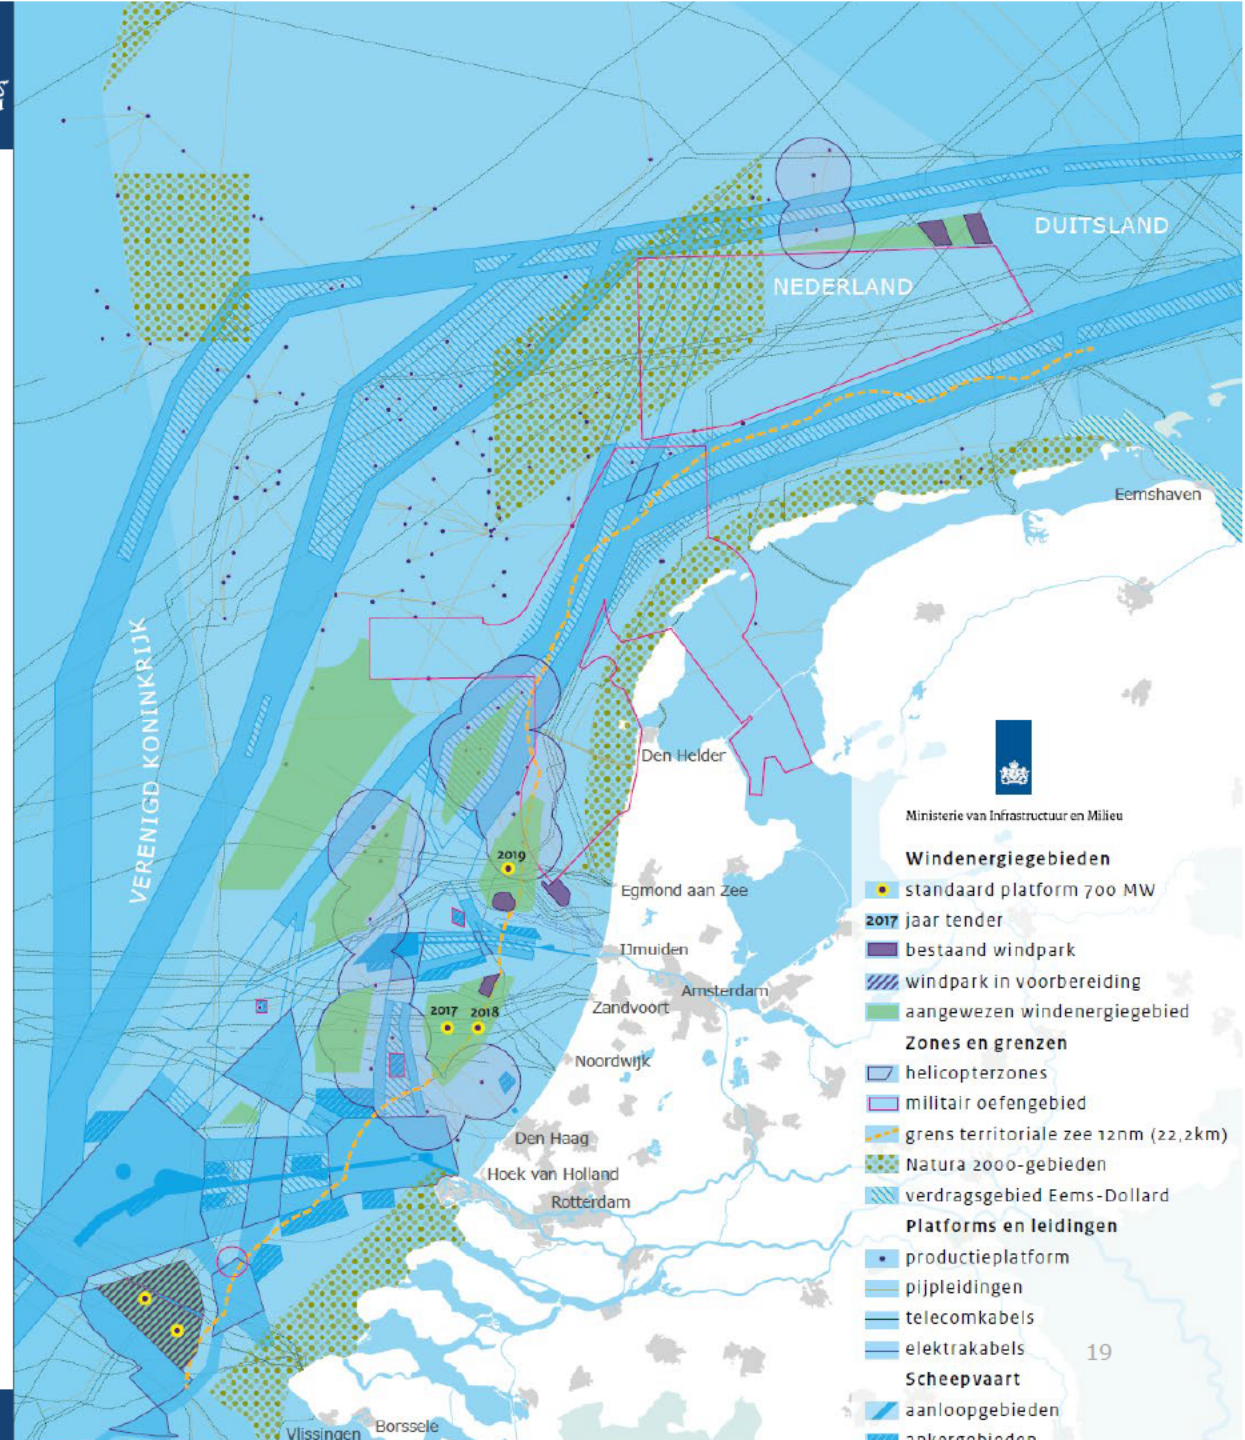 DUITSLAND
NEDERLAND
Eemshaven
VERENIGD KONINKRIJK
Den Helder
2019
Egmond aan Zee
IJmuiden
Amsterdam
Zandvoort
2017
2018
Noordwijk
Den Haag
Hoek van Holland
Rotterdam
Vlissingen
Borssele
Ministerie van Infrastructuur en Milieu
Windenergiegebieden
standaard platform 700 MW
2017 jaar tender
bestaand windpark
windpark in voorbereiding
aangewezen windenergiegebied
Zones en grenzen
helicopterzones
militair oefengebied
grens territoriale zee 12nm (22,2km)
Natura 2000-gebieden
verdragsgebied Eems-Dollard
Platforms en leidingen
productieplatform
pijpleidingen
telecomkabels
elektrakabels
19
Scheepvaart
aanloopgebieden
ankergebieden